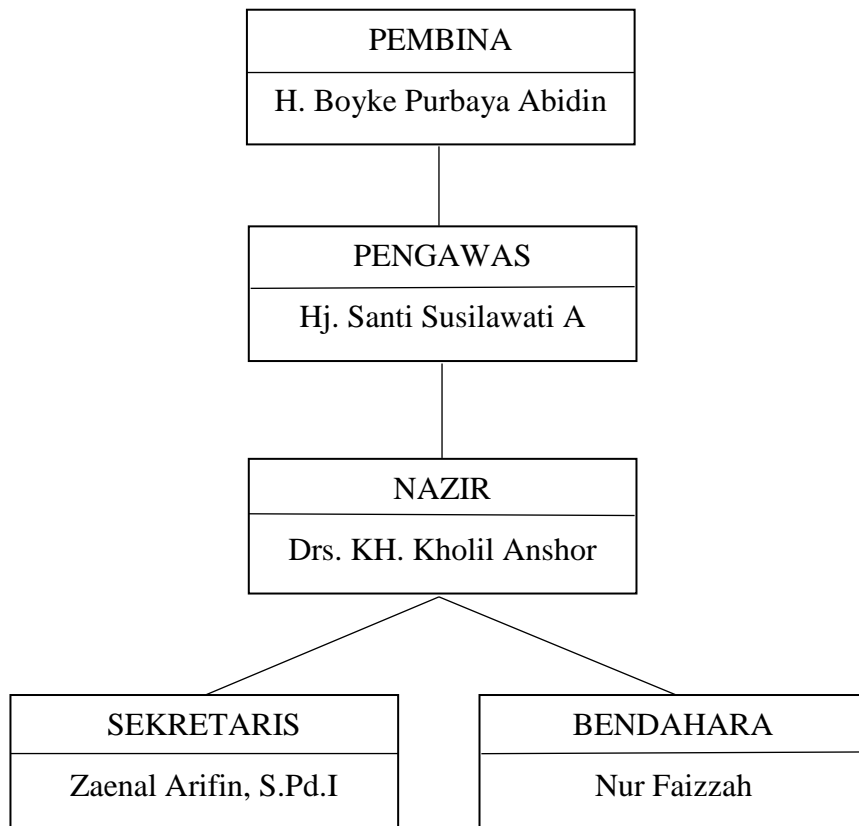 PEMBINA
H. Boyke Purbaya Abidin
PENGAWAS
Hj. Santi Susilawati A
NAZIR
Drs. KH. Kholil Anshor
SEKRETARIS
Zaenal Arifin, S.Pd.I
BENDAHARA
Nur Faizzah